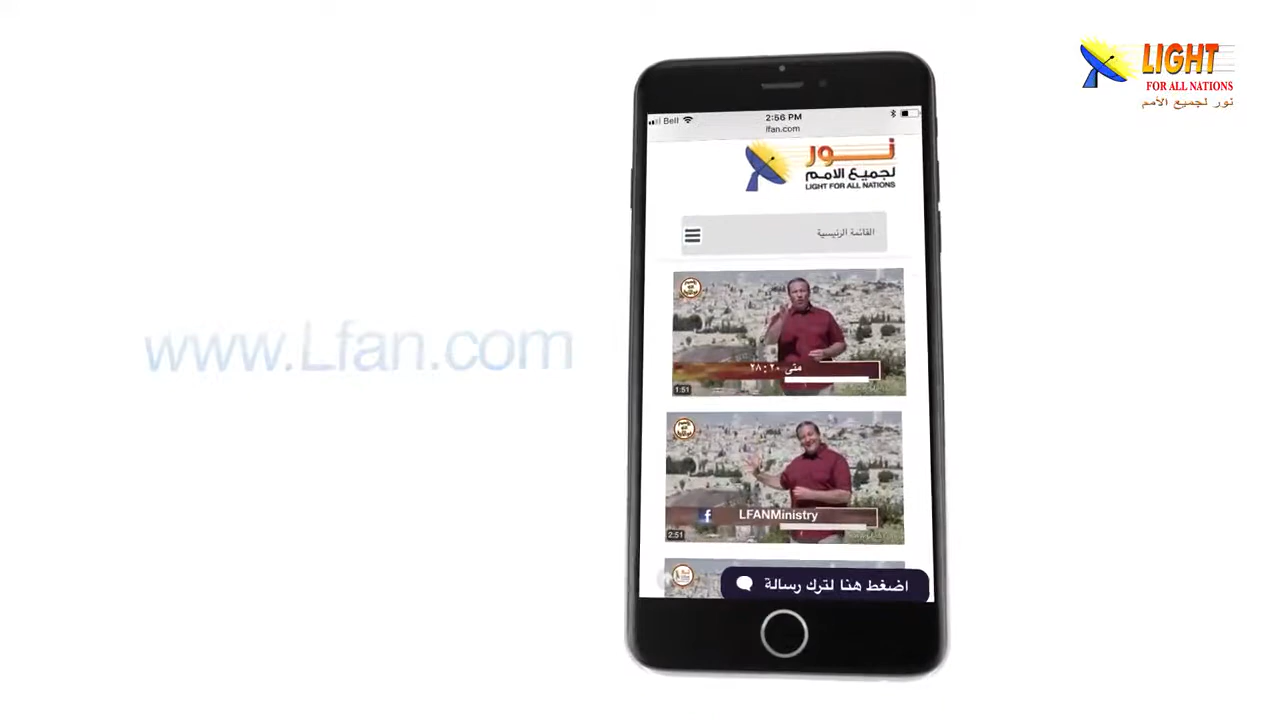 LIGHT
FOR ALL NATIONS
نور لجميع الأمم
www.Lfan.com
Bell
2:56 PM
lfan.com
نور
لجميع الامم
LIGHT FOR ALL NATIONS
القائمة الرئيسية
متى ٢٨:٢٠
1:51
LFANMinistry
2:51
اضغط هنا لترك رسالة